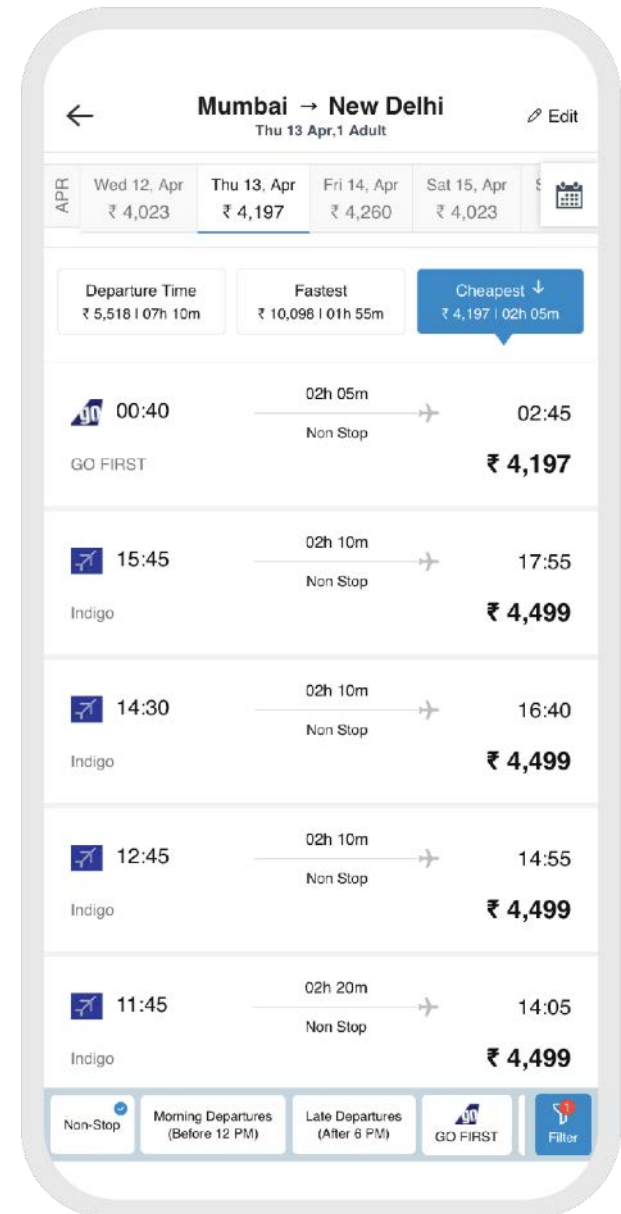 Mumbai → New Delhi
Thu 13 Apr,1 Adult
Edit
APR
Wed 12, Apr
₹ 4,023
Thu 13, Apr
₹ 4,197
Fri 14, Apr
₹ 4,260
Sat 15, Apr
₹ 4,023
S
Departure Time
₹ 5,518 | 07h 10m
Fastest
₹ 10,098 | 01h 55m
Cheapest ↓
₹ 4,197 | 02h 05m
go
00:40
02h 05m
Non Stop
02:45
GO FIRST
₹ 4,197
15:45
02h 10m
Non Stop
17:55
Indigo
₹ 4,499
14:30
02h 10m
Non Stop
16:40
Indigo
₹ 4,499
12:45
02h 10m
Non Stop
14:55
Indigo
₹ 4,499
11:45
02h 20m
Non Stop
14:05
Indigo
₹ 4,499
Non-Stop
Morning Departures
(Before 12 PM)
Late Departures
(After 6 PM)
go
GO FIRST
1
Filter